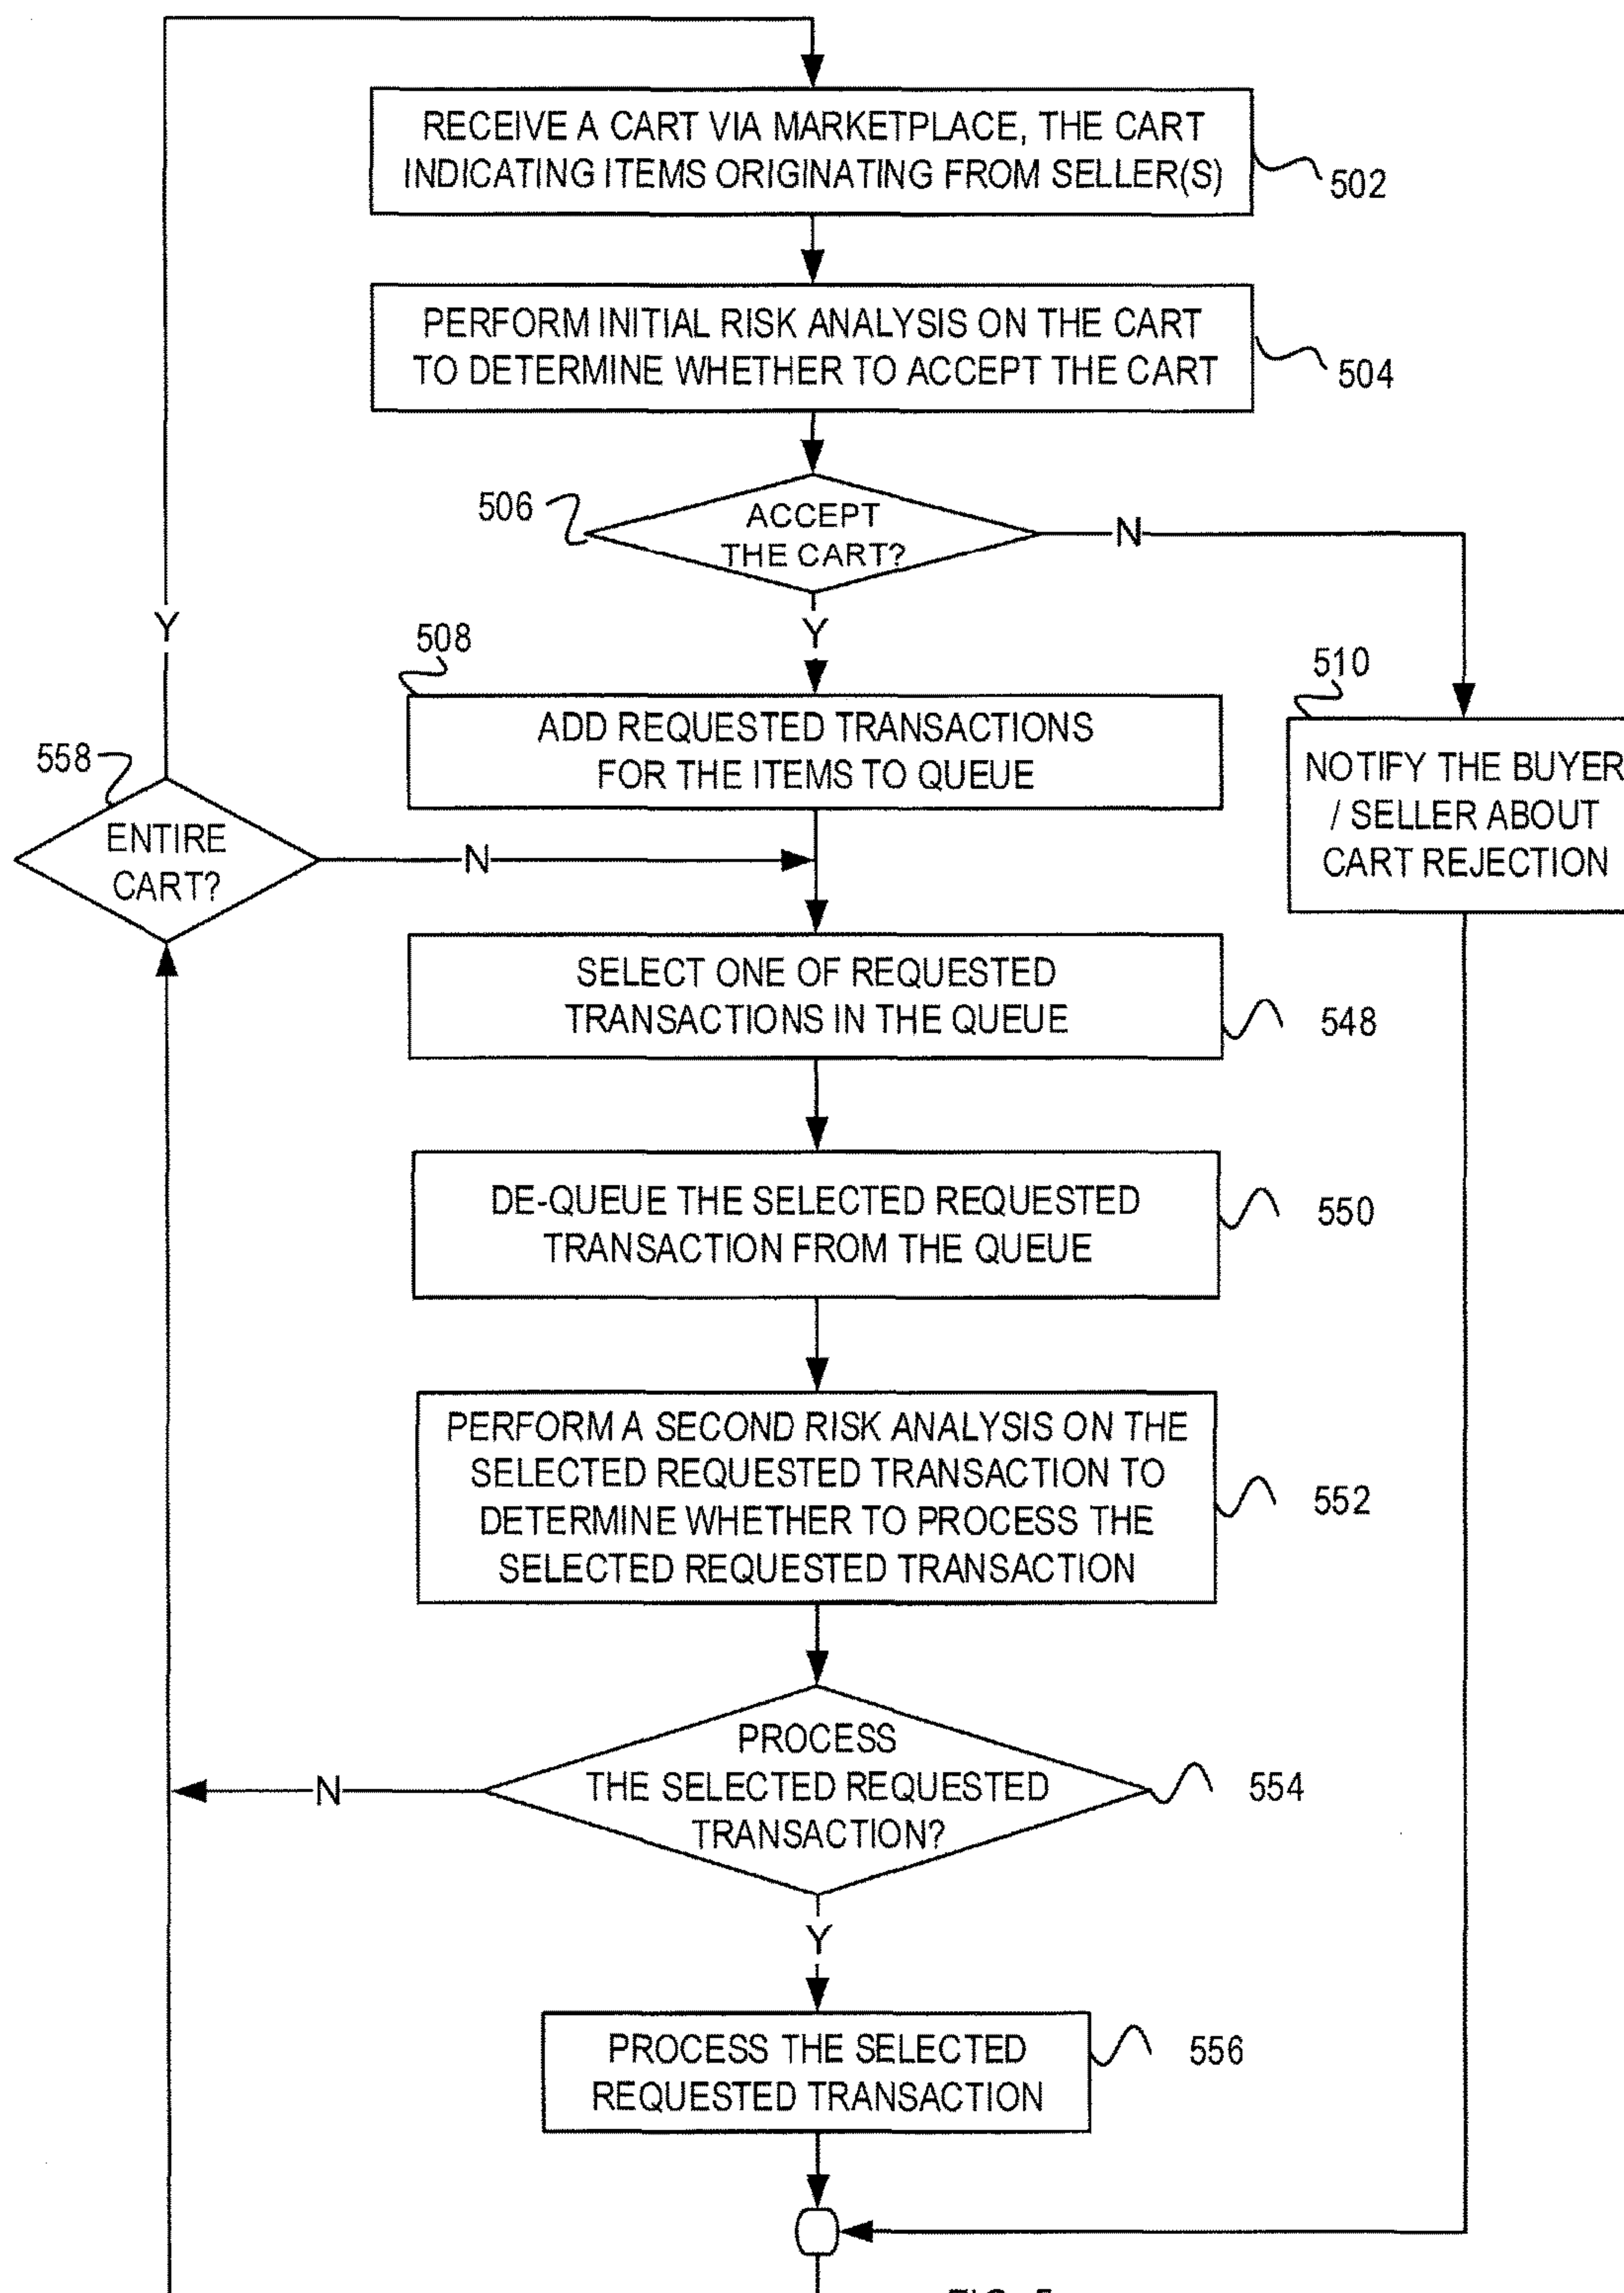 RECEIVE A CART VIA MARKETPLACE, THE CART
INDICATING ITEMS ORIGINATING FROM SELLER(S)
502
PERFORM INITIAL RISK ANALYSIS ON THE CART
TO DETERMINE WHETHER TO ACCEPT THE CART
504
506
ACCEPT
THE CART?
N
Y
Y
508
510
ADD REQUESTED TRANSACTIONS
FOR THE ITEMS TO QUEUE
NOTIFY THE BUYER
/ SELLER ABOUT
CART REJECTION
558
ENTIRE
CART?
N
SELECT ONE OF REQUESTED
TRANSACTIONS IN THE QUEUE
548
DE-QUEUE THE SELECTED REQUESTED
TRANSACTION FROM THE QUEUE
550
PERFORM A SECOND RISK ANALYSIS ON THE
SELECTED REQUESTED TRANSACTION TO
DETERMINE WHETHER TO PROCESS THE
SELECTED REQUESTED TRANSACTION
552
PROCESS
THE SELECTED REQUESTED
TRANSACTION?
554
N
Y
PROCESS THE SELECTED
REQUESTED TRANSACTION
556